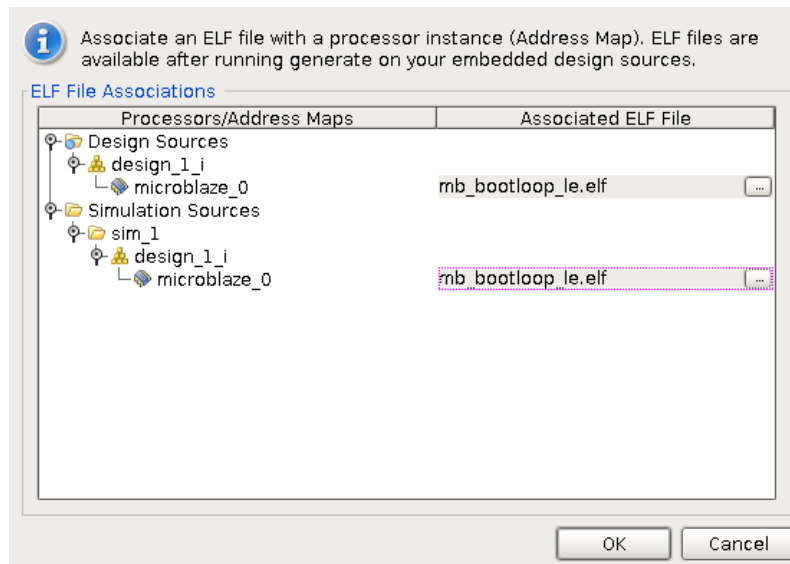 Associate an ELF file with a processor instance (Address Map). ELF files are
available after running generate on your embedded design sources.
ELF File Associations
Processors/Address Maps Associated ELF File
Design Sources
design_1_i
microblaze_0 mb_bootloop_le.elf ...
Simulation Sources
sim_1
design_1_i
microblaze_0 mb_bootloop_le.elf ...
OK Cancel